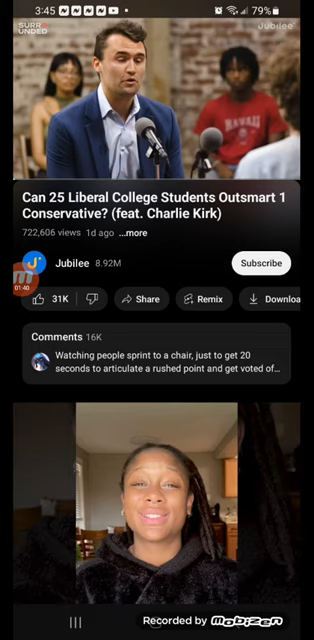 3:45
79%
SURR
UNDED
Jubilee
Can 25 Liberal College Students Outsmart 1
Conservative? (feat. Charlie Kirk)
722,606 views 1d ago ...more
Jubilee 8.92M
Subscribe
01:40
31K
Share
Remix
Downloa
Comments 16K
Watching people sprint to a chair, just to get 20
seconds to articulate a rushed point and get voted of...
Recorded by mobizen